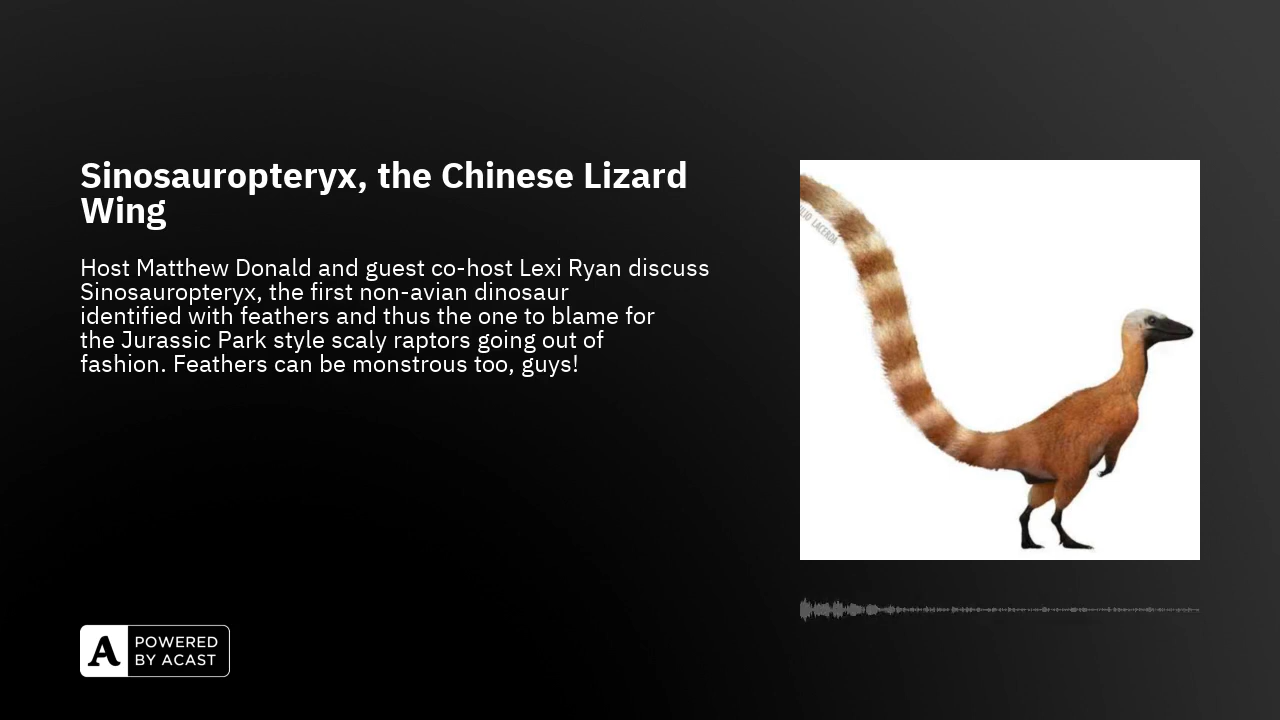 Sinosauropteryx, the Chinese Lizard
Wing
Host Matthew Donald and guest co-host Lexi Ryan discuss
Sinosauropteryx, the first non-avian dinosaur
identified with feathers and thus the one to blame for
the Jurassic Park style scaly raptors going out of
fashion. Feathers can be monstrous too, guys!
LACERDA
A POWERED
BY ACAST